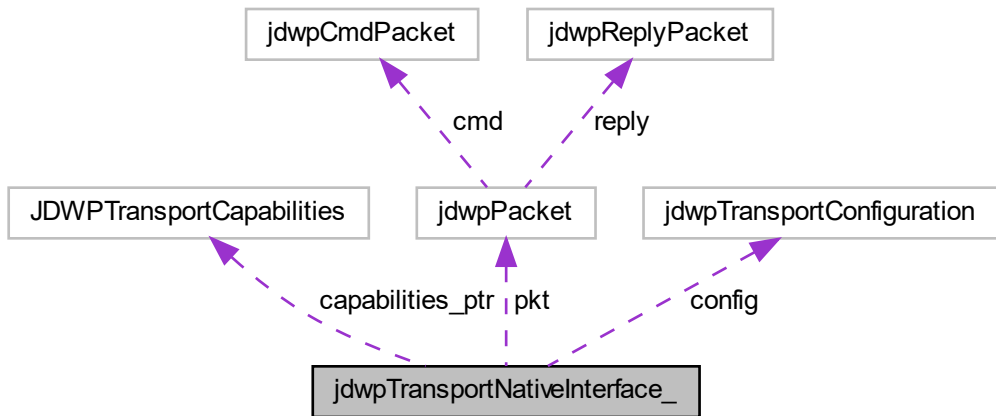 jdwpCmdPacket
jdwpReplyPacket
cmd
reply
JDWPTransportCapabilities
jdwpPacket
jdwpTransportConfiguration
capabilities_ptr
pkt
config
jdwpTransportNativeInterface_